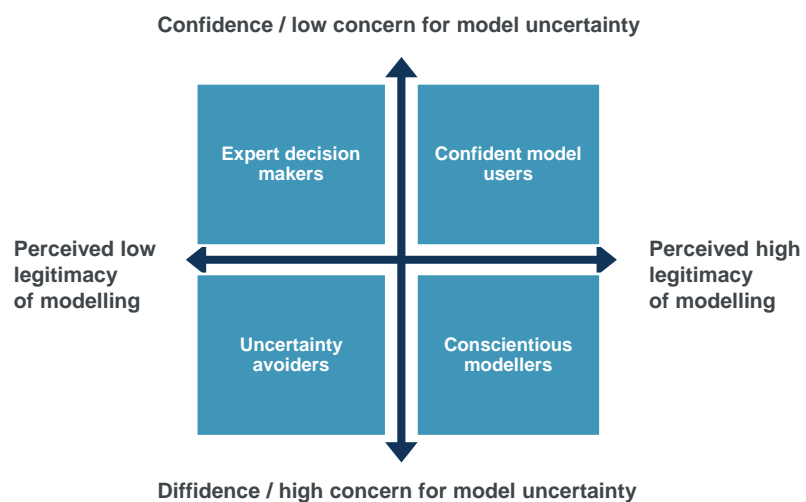 Confidence / low concern for model uncertainty
Expert decision
makers
Confident model
users
Perceived low
legitimacy
of modelling
Perceived high
legitimacy
of modelling
Uncertainty
avoiders
Conscientious
modellers
Diffidence / high concern for model uncertainty